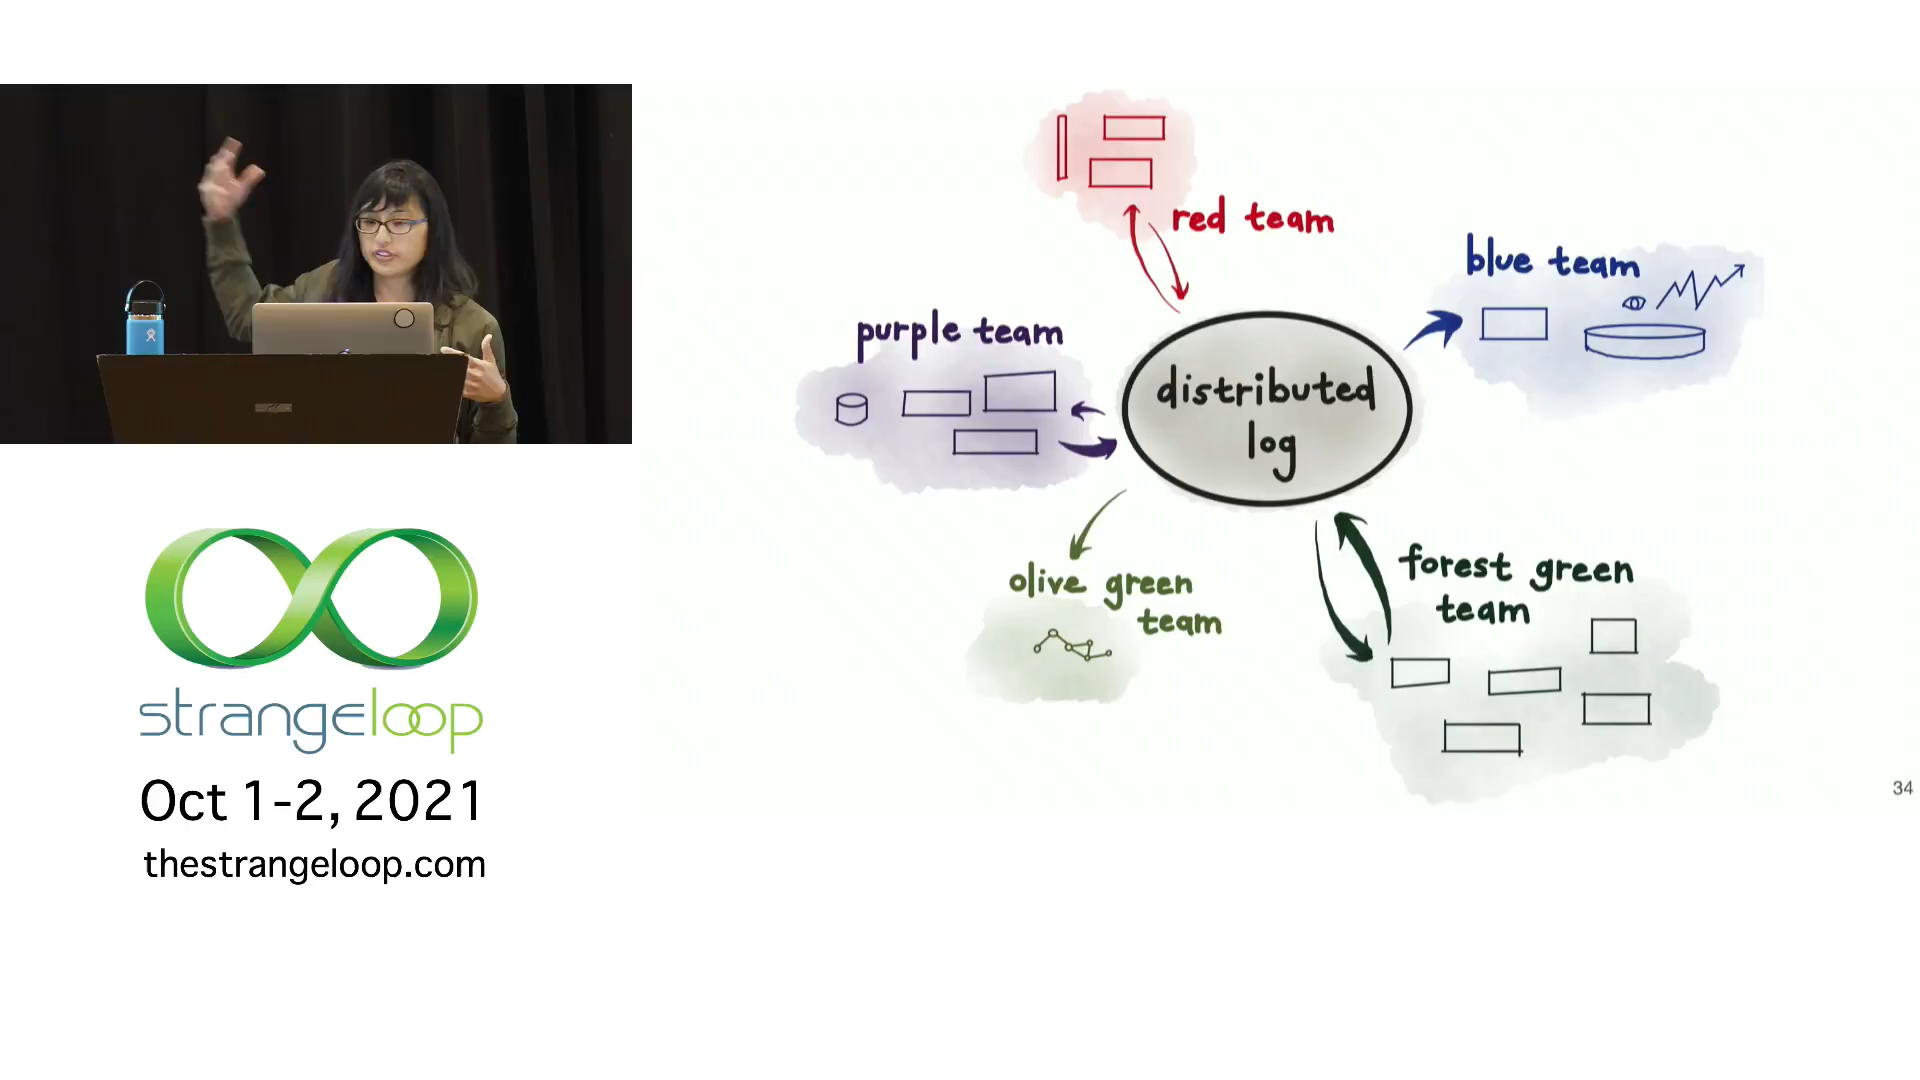 red team
blue team
purple team
distributed
log
olive green
team
forest green
team
34
strangeloop
Oct 1-2, 2021
thestrangeloop.com